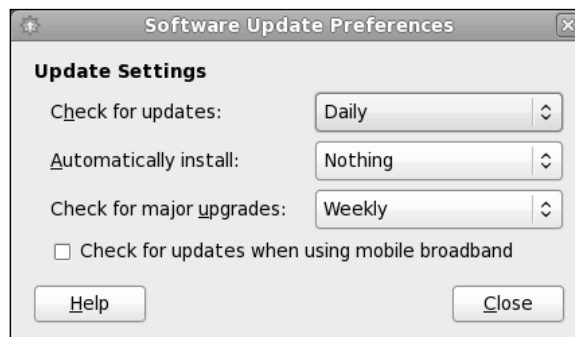 Software Update Preferences
Update Settings
Check for updates: Daily
Automatically install: Nothing
Check for major upgrades: Weekly
Check for updates when using mobile broadband
Help Close